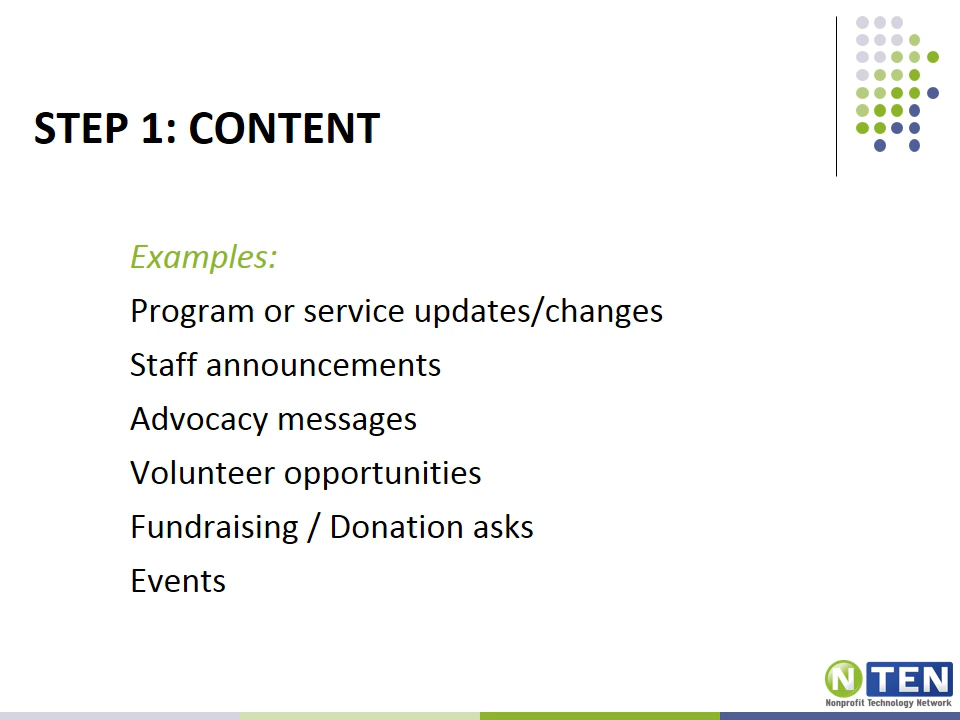 STEP 1: CONTENT
Examples:
Program or service updates/changes
Staff announcements
Advocacy messages
Volunteer opportunities
Fundraising / Donation asks
Events
N TEN
Nonprofit Technology Network